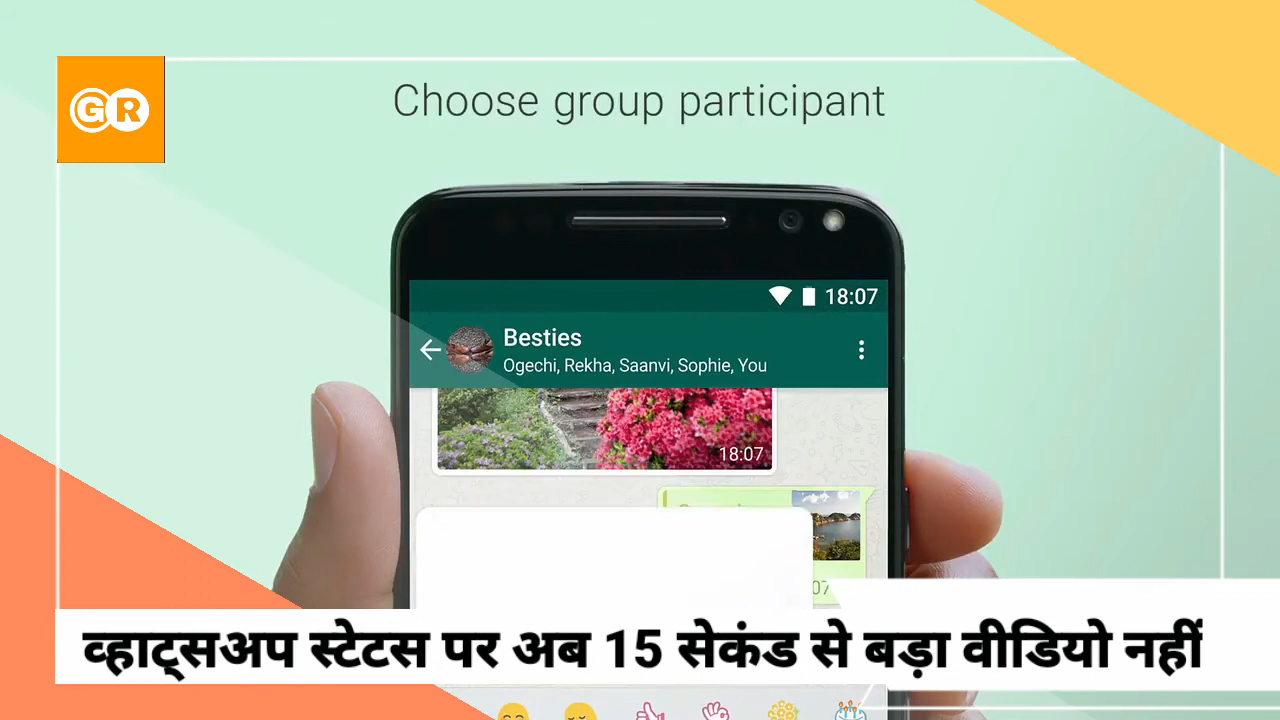 GR
Choose group participant
18:07
Besties
Ogechi, Rekha, Saanvi, Sophie, You
18:07
07
व्हाट्सअप स्टेटस पर अब 15 सेकंड से बड़ा वीडियो नहीं